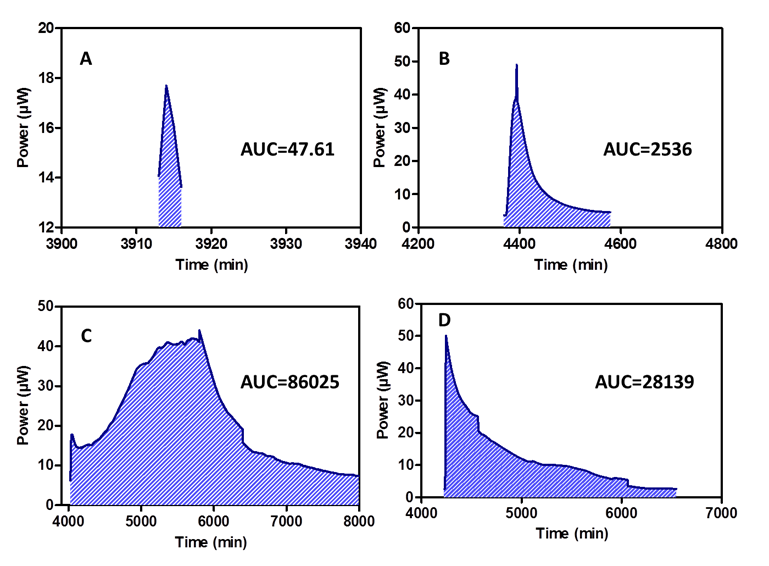 A
AUC=47.61
Power (µW)
20
18
16
14
12
3900
3910
3920
3930
3940
Time (min)
B
AUC=2536
Power (µW)
60
50
40
30
20
10
0
4200
4400
4600
4800
Time (min)
C
AUC=86025
Power (µW)
50
40
30
20
10
0
4000
5000
6000
7000
8000
Time (min)
D
AUC=28139
Power (µW)
60
50
40
30
20
10
0
4000
5000
6000
7000
Time (min)